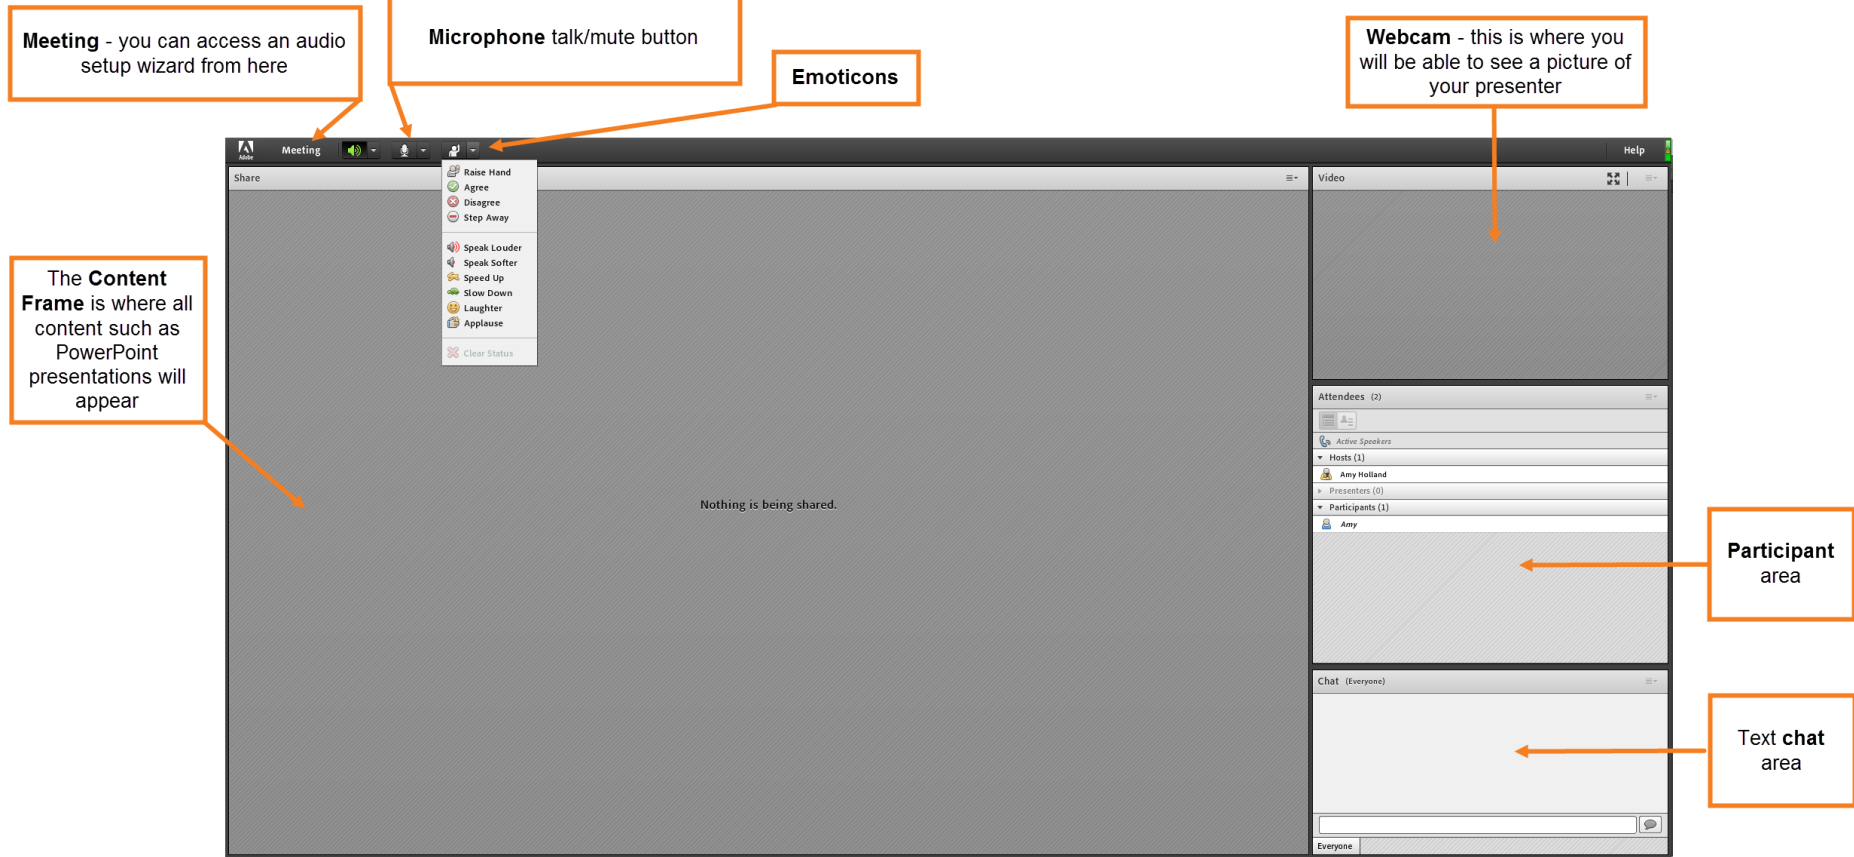 Meeting - you can access an audio
setup wizard from here
Microphone talk/mute button
Emoticons
Webcam - this is where you
will be able to see a picture of
your presenter
Adobe
Meeting
Help
Share
Raise Hand
Agree
Disagree
Step Away
Speak Louder
Speak Softer
Speed Up
Slow Down
Laughter
Applause
Clear Status
The Content
Frame is where all
content such as
PowerPoint
presentations will
appear
Nothing is being shared.
Video
Attendees (2)
Active Speakers
Hosts (1)
Amy Holland
Presenters (0)
Participants (1)
Amy
Participant
area
Chat (Everyone)
Text chat
area
Everyone